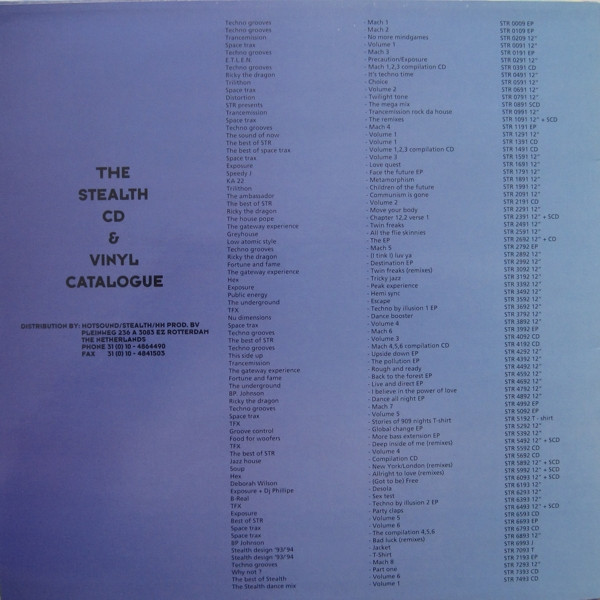 THE
STEALTH
CD
&
VINYL
CATALOGUE
DISTRIBUTION BY: HOTSOUND/STEALTH/HH PROD. BV
PLEINWEG 236 A 3083 EZ ROTTERDAM
THE NETHERLANDS
PHONE 31 (0) 10 - 4864490
FAX 31 (0) 10 - 4841503
Techno grooves
Techno grooves
Trancemission
Space trax
Techno grooves
E.T.L.E.N.
Techno grooves
Ricky the dragon
Trilithon
Space trax
Distortion
STR presents
Trancemission
Space trax
Techno grooves
The sound of now
The best of STR
The best of space trax
Space trax
Exposure
Speedy J
KA-22
Trilithon
The ambassador
The best of STR
Ricky the dragon
The house pope
The gateway experience
Greyhouse
Low atomic style
Techno grooves
Ricky the dragon
Fortune and fame
The gateway experience
Hex
Exposure
Public energy
The underground
TFX
Nu dimensions
Space trax
Techno grooves
The best of STR
Techno grooves
This side up
Trancemission
The gateway experience
Fortune and fame
The underground
BP. Johnson
Ricky the dragon
Techno grooves
Space trax
TFX
Groove control
Food for woofers
TFX
The best of STR
Jazz house
Soup
Hex
Deborah Wilson
Exposure + Dj Phillipe
B-Real
TFX
Exposure
Best of STR
Space trax
Space trax
BP Johnson
Stealth design '93/'94
Stealth design '93/'94
Techno grooves
Why not ?
The best of Stealth
The Stealth dance mix
- Mach 1
- Mach 2
- No more mindgames
- Volume 1
- Mach 3
- Precaution/Exposure
- Mach 1,2,3 compilation CD
- It's techno time
- Choice
- Volume 2
- Twilight tone
- The mega mix
- Trancemission rock da house
- The remixes
- Mach 4
- Volume 1
- Volume 1
- Volume 1,2,3 compilation CD
- Volume 3
- Love quest
- Face the future EP
- Metamorphism
- Children of the future
- Communism is gone
- Volume 2
- Move your body
- Chapter 12,2 verse 1
- Twin freaks
- All the flie skinnies
- The EP
- Mach 5
- (I tink (I luv ya
- Destination EP
- Twin freaks (remixes)
- Tricky jazz
- Peak experience
- Hemi sync
- Escape
- Techno by illusion 1 EP
- Dance booster
- Volume 4
- Mach 6
- Volume 3
- Mach 4,5,6 compilation CD
- Upside down EP
- The pollution EP
- Rough and ready
- Back to the forest EP
- Live and direct EP
- I believe in the power of love
- Dance all night EP
- Mach 7
- Volume 5
- Stories of 909 nights T-shirt
- Global change EP
- More bass extension EP
- Deep inside of me (remixes)
- Volume 4
- Compilation CD
- New York/London (remixes)
- Allright to love (remixes)
- (Got to be) Free
- Desola
- Sex test
- Techno by illusion 2 EP
- Party claps
- Volume 5
- Volume 6
- The compilation 4,5,6
- Bad luck (remixes)
- Jacket
- T-Shirt
- Mach 8
- Part one
- Volume 6
- Volume 1
STR 0009 EP
STR 0109 EP
STR 0209 12"
STR 0091 12"
STR 0191 EP
STR 0291 12"
STR 0391 CD
STR 0491 12"
STR 0591 12"
STR 0691 12"
STR 0791 12"
STR 0891 SCD
STR 0991 12"
STR 1091 12" + SCD
STR 1191 EP
STR 1291 12"
STR 1391 CD
STR 1491 CD
STR 1591 12"
STR 1691 12"
STR 1791 12"
STR 1891 12"
STR 1991 12"
STR 2091 12"
STR 2191 CD
STR 2291 12"
STR 2391 12" + SCD
STR 2491 12"
STR 2591 12"
STR 2692 12" + CD
STR 2792 EP
STR 2892 12"
STR 2992 12"
STR 3092 12"
STR 3192 12"
STR 3292 12"
STR 3392 12"
STR 3492 12"
STR 3592 12"
STR 3692 12"
STR 3792 12"
STR 3892 12"
STR 3992 EP
STR 4092 CD
STR 4192 CD
STR 4292 12"
STR 4392 12"
STR 4492 12"
STR 4592 12"
STR 4692 12"
STR 4792 12"
STR 4892 12"
STR 4992 EP
STR 5092 EP
STR 5192 T - shirt
STR 5292 12"
STR 5392 12"
STR 5492 12" + SCD
STR 5592 CD
STR 5692 CD
STR 5892 12" + SCD
STR 5992 12" + SCD
STR 6093 12" + SCD
STR 6193 12"
STR 6293 12"
STR 6393 12"
STR 6493 12" + SCD
STR 6593 CD
STR 6693 EP
STR 6793 CD
STR 6893 12"
STR 6993 J
STR 7093 T
STR 7193 EP
STR 7293 12"
STR 7393 CD
STR 7493 CD